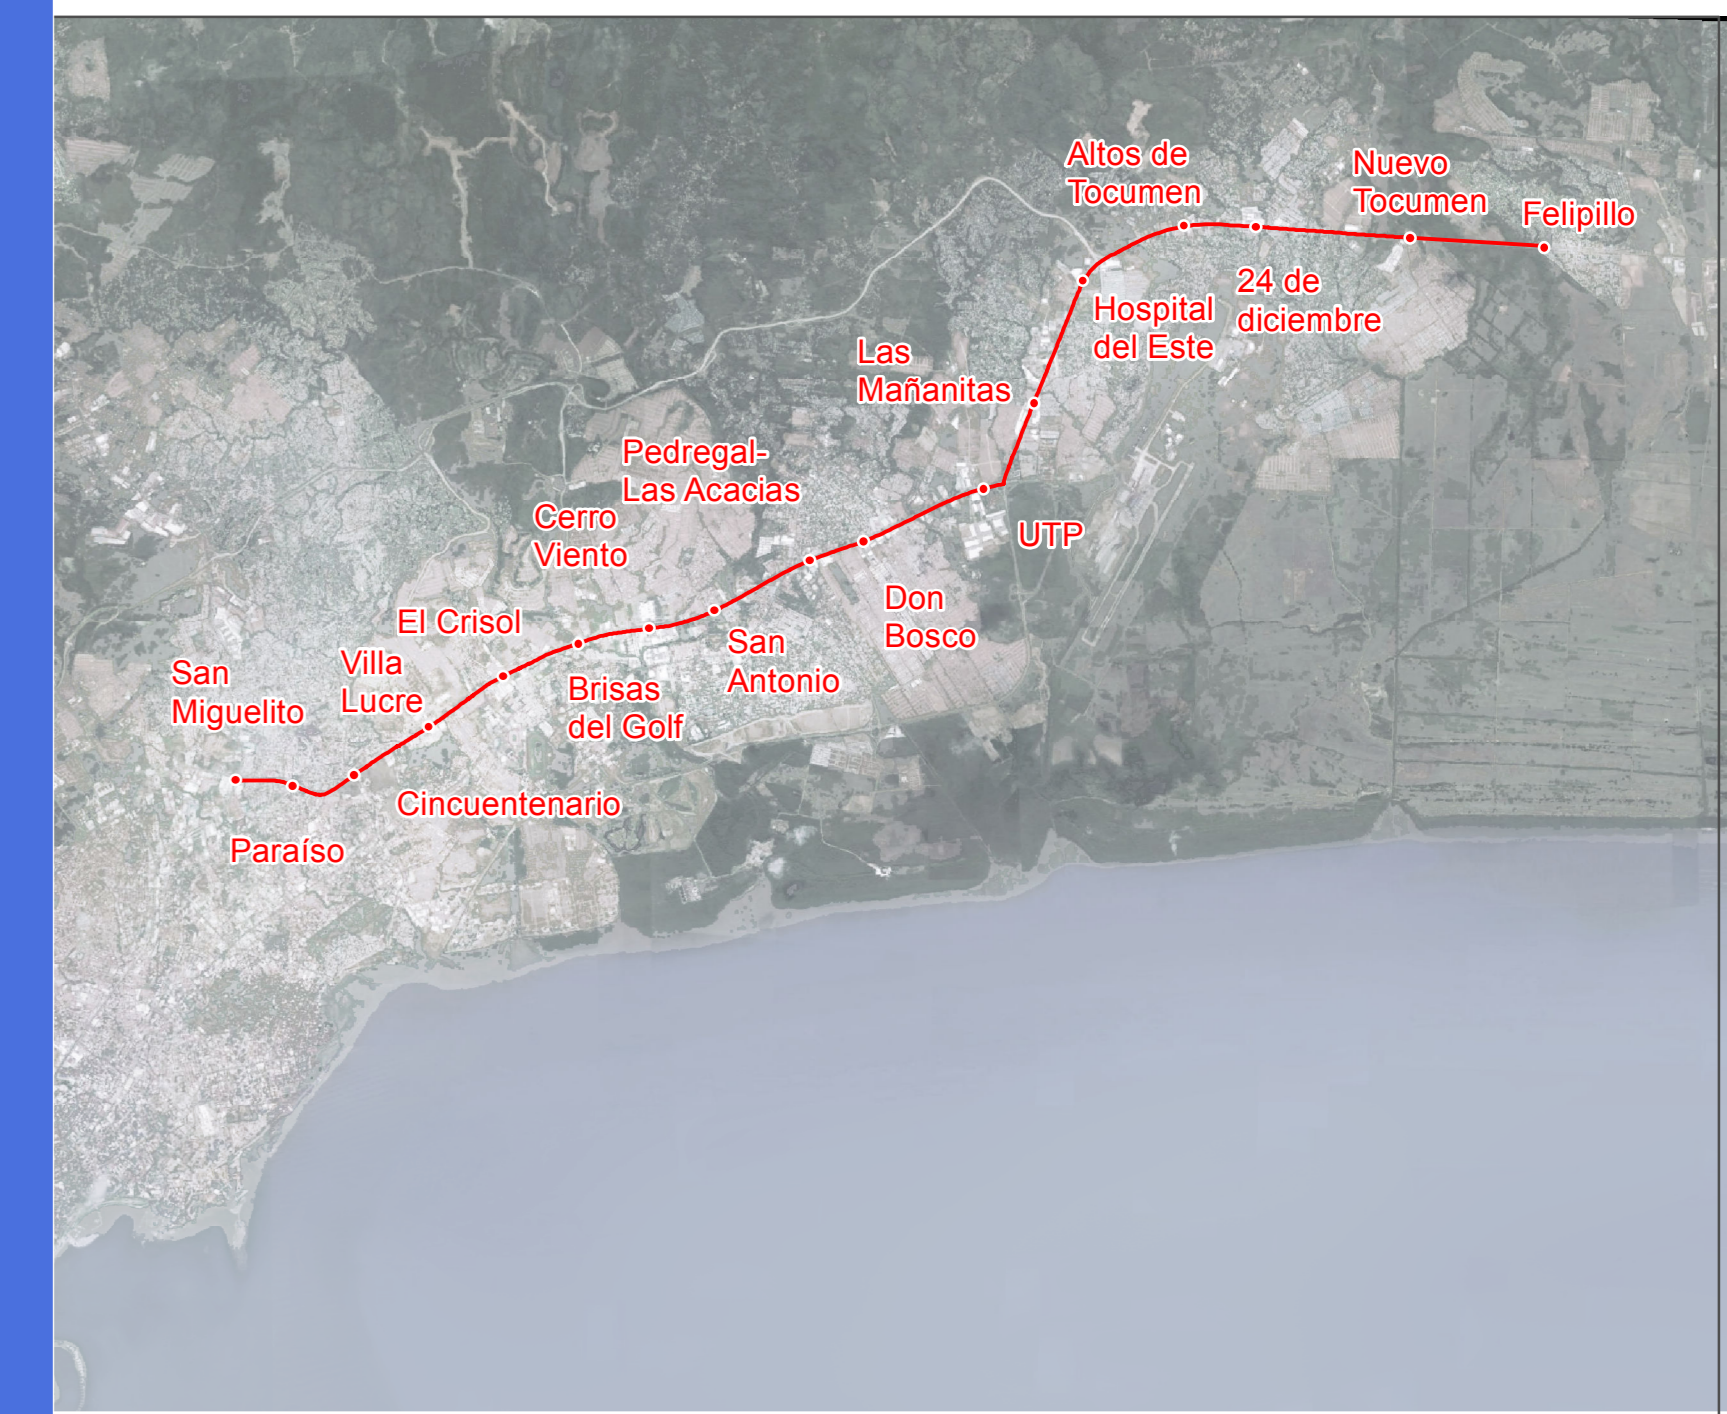 Altos de
Tocumen
Nuevo
Tocumen
Felipillo
24 de
diciembre
Hospital
del Este
Las
Mañanitas
Pedregal-
Las Acacias
Cerro
Viento
UTP
Don
Bosco
El Crisol
San
Antonio
Villa
Lucre
San
Miguelito
Brisas
del Golf
Cincuentenario
Paraíso